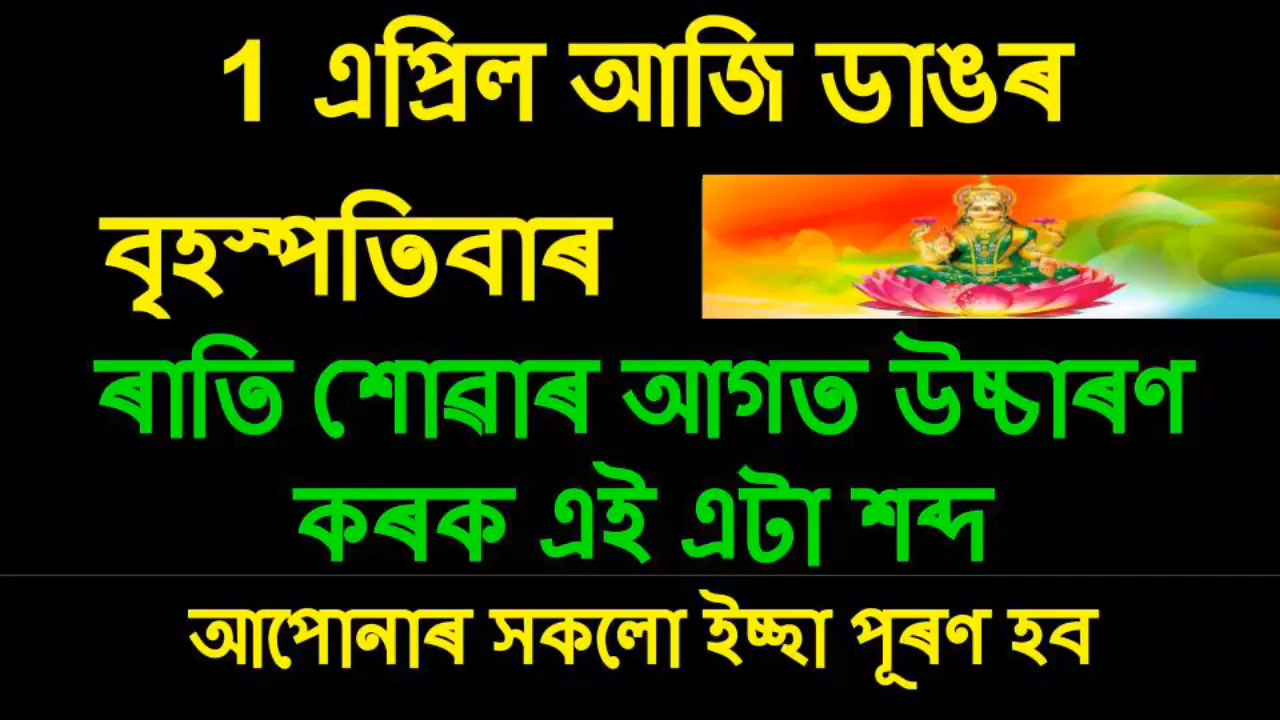 1 এপ্ৰিল আজি ডাঙৰ
বৃহস্পতিবাৰ
ৰাতি শোৱাৰ আগত উচ্চাৰণ
কৰক এই এটা শব্দ
আপোনাৰ সকলো ইচ্ছা পূৰণ হব